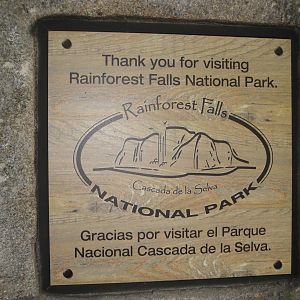 Thank you for visiting
Rainforest Falls National Park.
Rainforest Falls
Cascada de la Selva
NATIONAL PARK
Gracias por visitar el Parque
Nacional Cascada de la Selva.